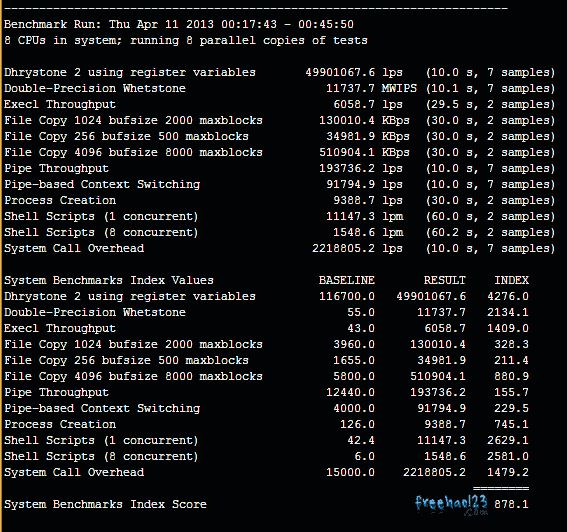 Benchmark Run: Thu Apr 11 2013 00:17:43 - 00:45:50
8 CPUs in system; running 8 parallel copies of tests
Dhrystone 2 using register variables 49901067.6 lps (10.0 s, 7 samples)
Double-Precision Whetstone 11737.7 MWIPS (10.1 s, 7 samples)
Execl Throughput 6058.7 lps (29.5 s, 2 samples)
File Copy 1024 bufsize 2000 maxblocks 130010.4 KBps (30.0 s, 2 samples)
File Copy 256 bufsize 500 maxblocks 34981.9 KBps (30.0 s, 2 samples)
File Copy 4096 bufsize 8000 maxblocks 510904.1 KBps (30.0 s, 2 samples)
Pipe Throughput 193736.2 lps (10.0 s, 7 samples)
Pipe-based Context Switching 91794.9 lps (10.0 s, 7 samples)
Process Creation 9388.7 lps (30.0 s, 2 samples)
Shell Scripts (1 concurrent) 11147.3 lpm (60.0 s, 2 samples)
Shell Scripts (8 concurrent) 1548.6 lpm (60.2 s, 2 samples)
System Call Overhead 2218805.2 lps (10.0 s, 7 samples)
System Benchmarks Index Values BASELINE RESULT INDEX
Dhrystone 2 using register variables 116700.0 49901067.6 4276.0
Double-Precision Whetstone 55.0 11737.7 2134.1
Execl Throughput 43.0 6058.7 1409.0
File Copy 1024 bufsize 2000 maxblocks 3960.0 130010.4 328.3
File Copy 256 bufsize 500 maxblocks 1655.0 34981.9 211.4
File Copy 4096 bufsize 8000 maxblocks 5800.0 510904.1 880.9
Pipe Throughput 12440.0 193736.2 155.7
Pipe-based Context Switching 4000.0 91794.9 229.5
Process Creation 126.0 9388.7 745.1
Shell Scripts (1 concurrent) 42.4 11147.3 2629.1
Shell Scripts (8 concurrent) 6.0 1548.6 2581.0
System Call Overhead 15000.0 2218805.2 1479.2
========
System Benchmarks Index Score 878.1
freehao123
.com